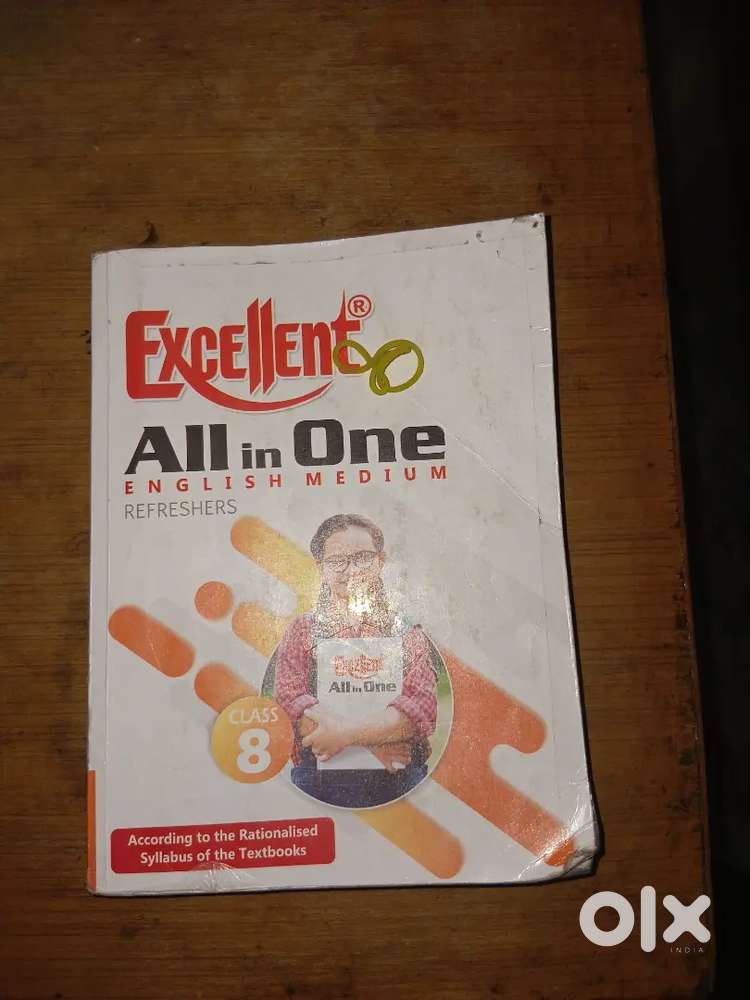 Excellent®
All in One
ENGLISH MEDIUM
REFRESHERS
Excellent
All in One
CLASS
8
According to the Rationalised
Syllabus of the Textbooks
olx
INDIA